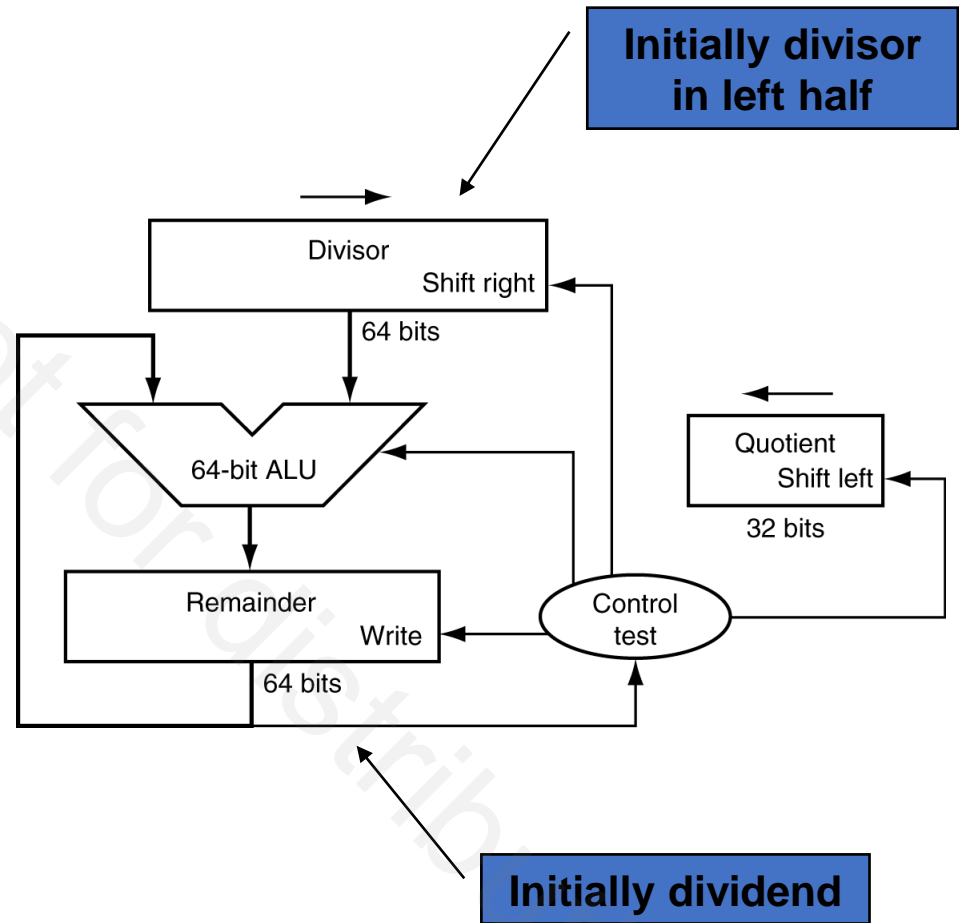 Initially divisor
in left half
Divisor
Shift right
64 bits
64-bit ALU
Quotient
Shift left
32 bits
Remainder
Write
Control
test
64 bits
Initially dividend